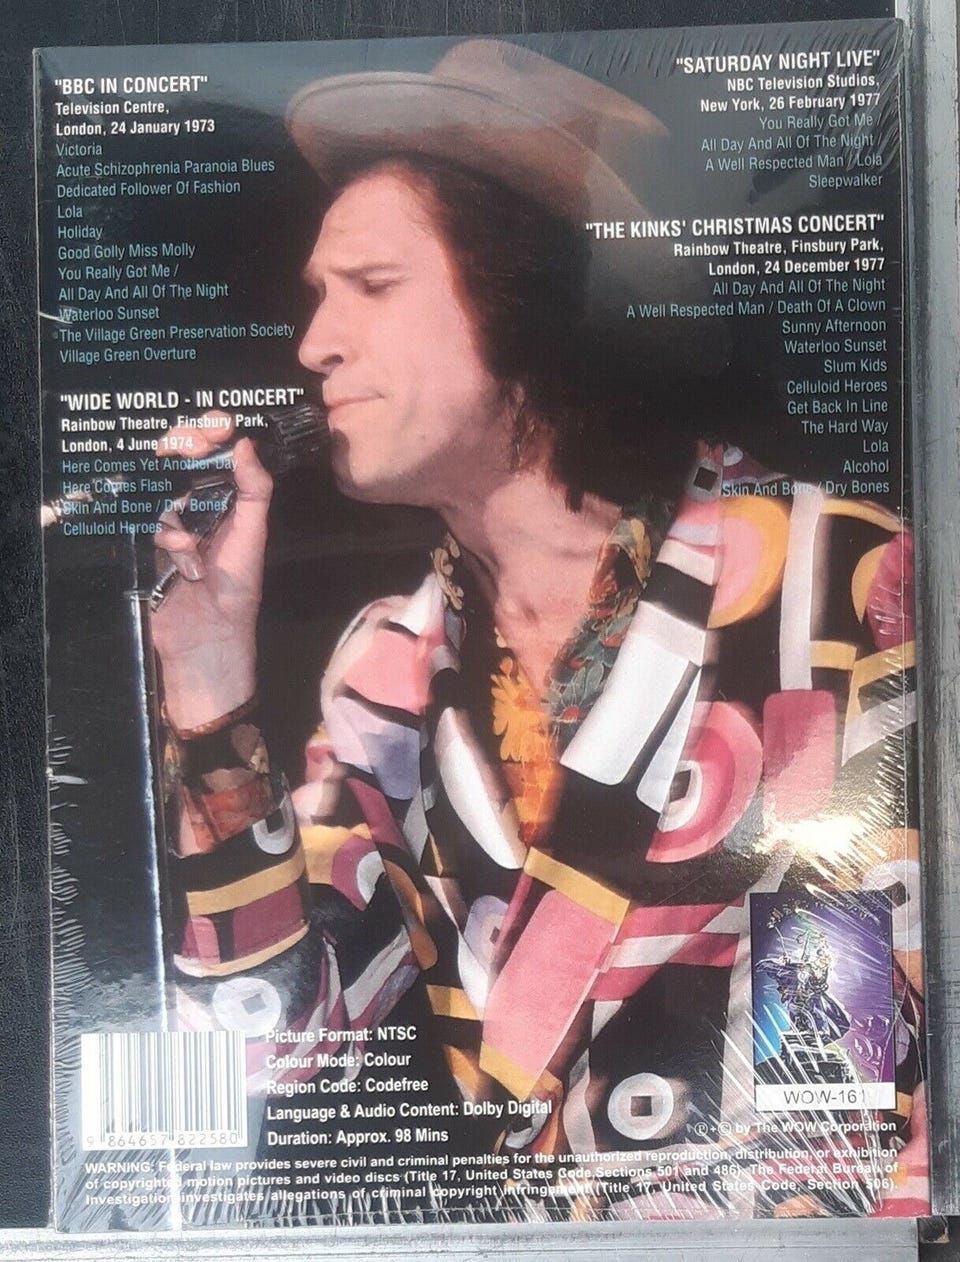 "BBC IN CONCERT"
Television Centre,
London, 24 January 1973
Victoria
Acute Schizophrenia Paranoia Blues
Dedicated Follower Of Fashion
Lola
Holiday
Good Golly Miss Molly
You Really Got Me /
All Day And All Of The Night
Waterloo Sunset
The Village Green Preservation Society
Village Green Overture
"WIDE WORLD - IN CONCERT"
Rainbow Theatre, Finsbury Park,
London, 4 June 1974
Here Comes Yet Another Day
Here Comes Flash
Skin And Bone / Dry Bones
Celluloid Heroes
"SATURDAY NIGHT LIVE"
NBC Television Studios,
New York, 26 February 1977
You Really Got Me /
All Day And All Of The Night
A Well Respected Man / Lola
Sleepwalker
"THE KINKS' CHRISTMAS CONCERT"
Rainbow Theatre, Finsbury Park,
London, 24 December 1977
All Day And All Of The Night
A Well Respected Man / Death Of A Clown
Sunny Afternoon
Waterloo Sunset
Slum Kids
Celluloid Heroes
Get Back In Line
The Hard Way
Lola
Alcohol
Skin And Bone / Dry Bones
Picture Format: NTSC
Colour Mode: Colour
Region Code: Codefree
Language & Audio Content: Dolby Digital
Duration: Approx. 98 Mins
9 864657 822580
WOW-161
℗+© by The WOW Corporation
WARNING: Federal law provides severe civil and criminal penalties for the unauthorized reproduction, distribution, or exhibition
of copyrighted motion pictures and video discs (Title 17, United States Code Sections 501 and 486). The Federal Bureau of
Investigation investigates allegations of criminal copyright infringement (Title 17, United States Code, Section 506).